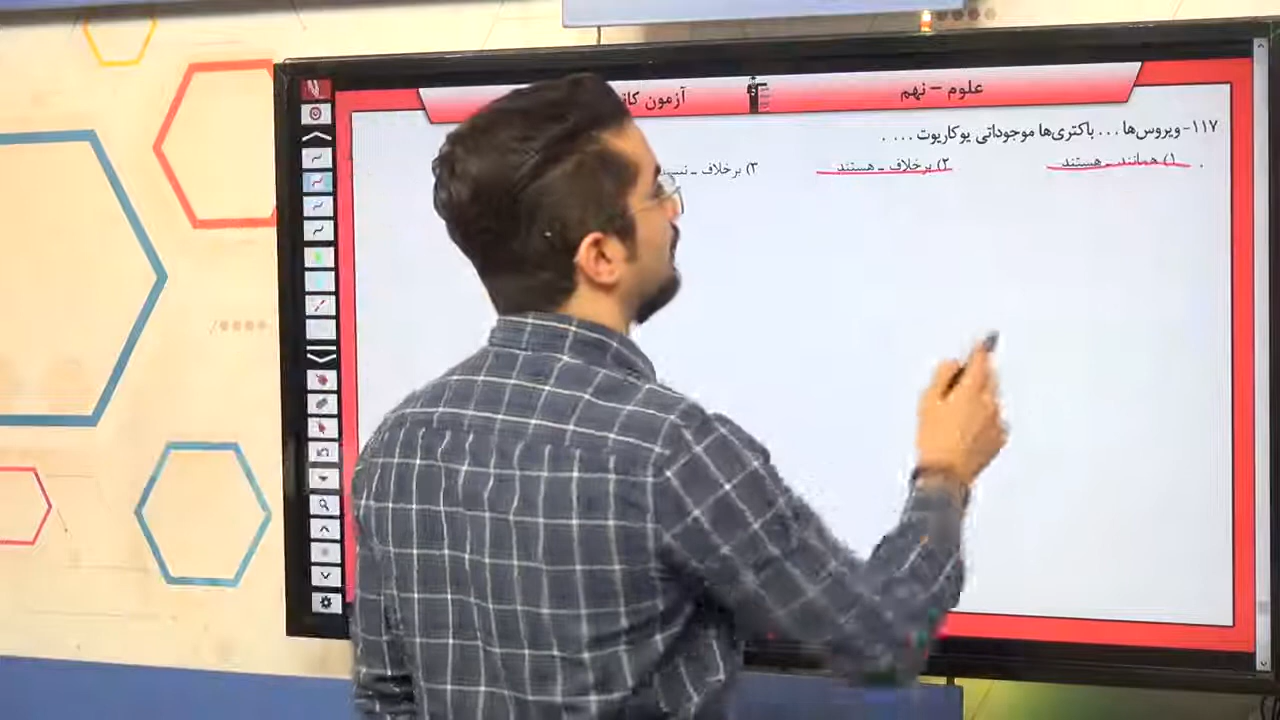 علوم – نهم
آزمون
۱۱۷- ویروس‌ها ... باکتری‌ها موجوداتی یوکاریوت ... .
۱) همانند ـ هستند ۲) برخلاف ـ هستند ۳) برخلاف ـ